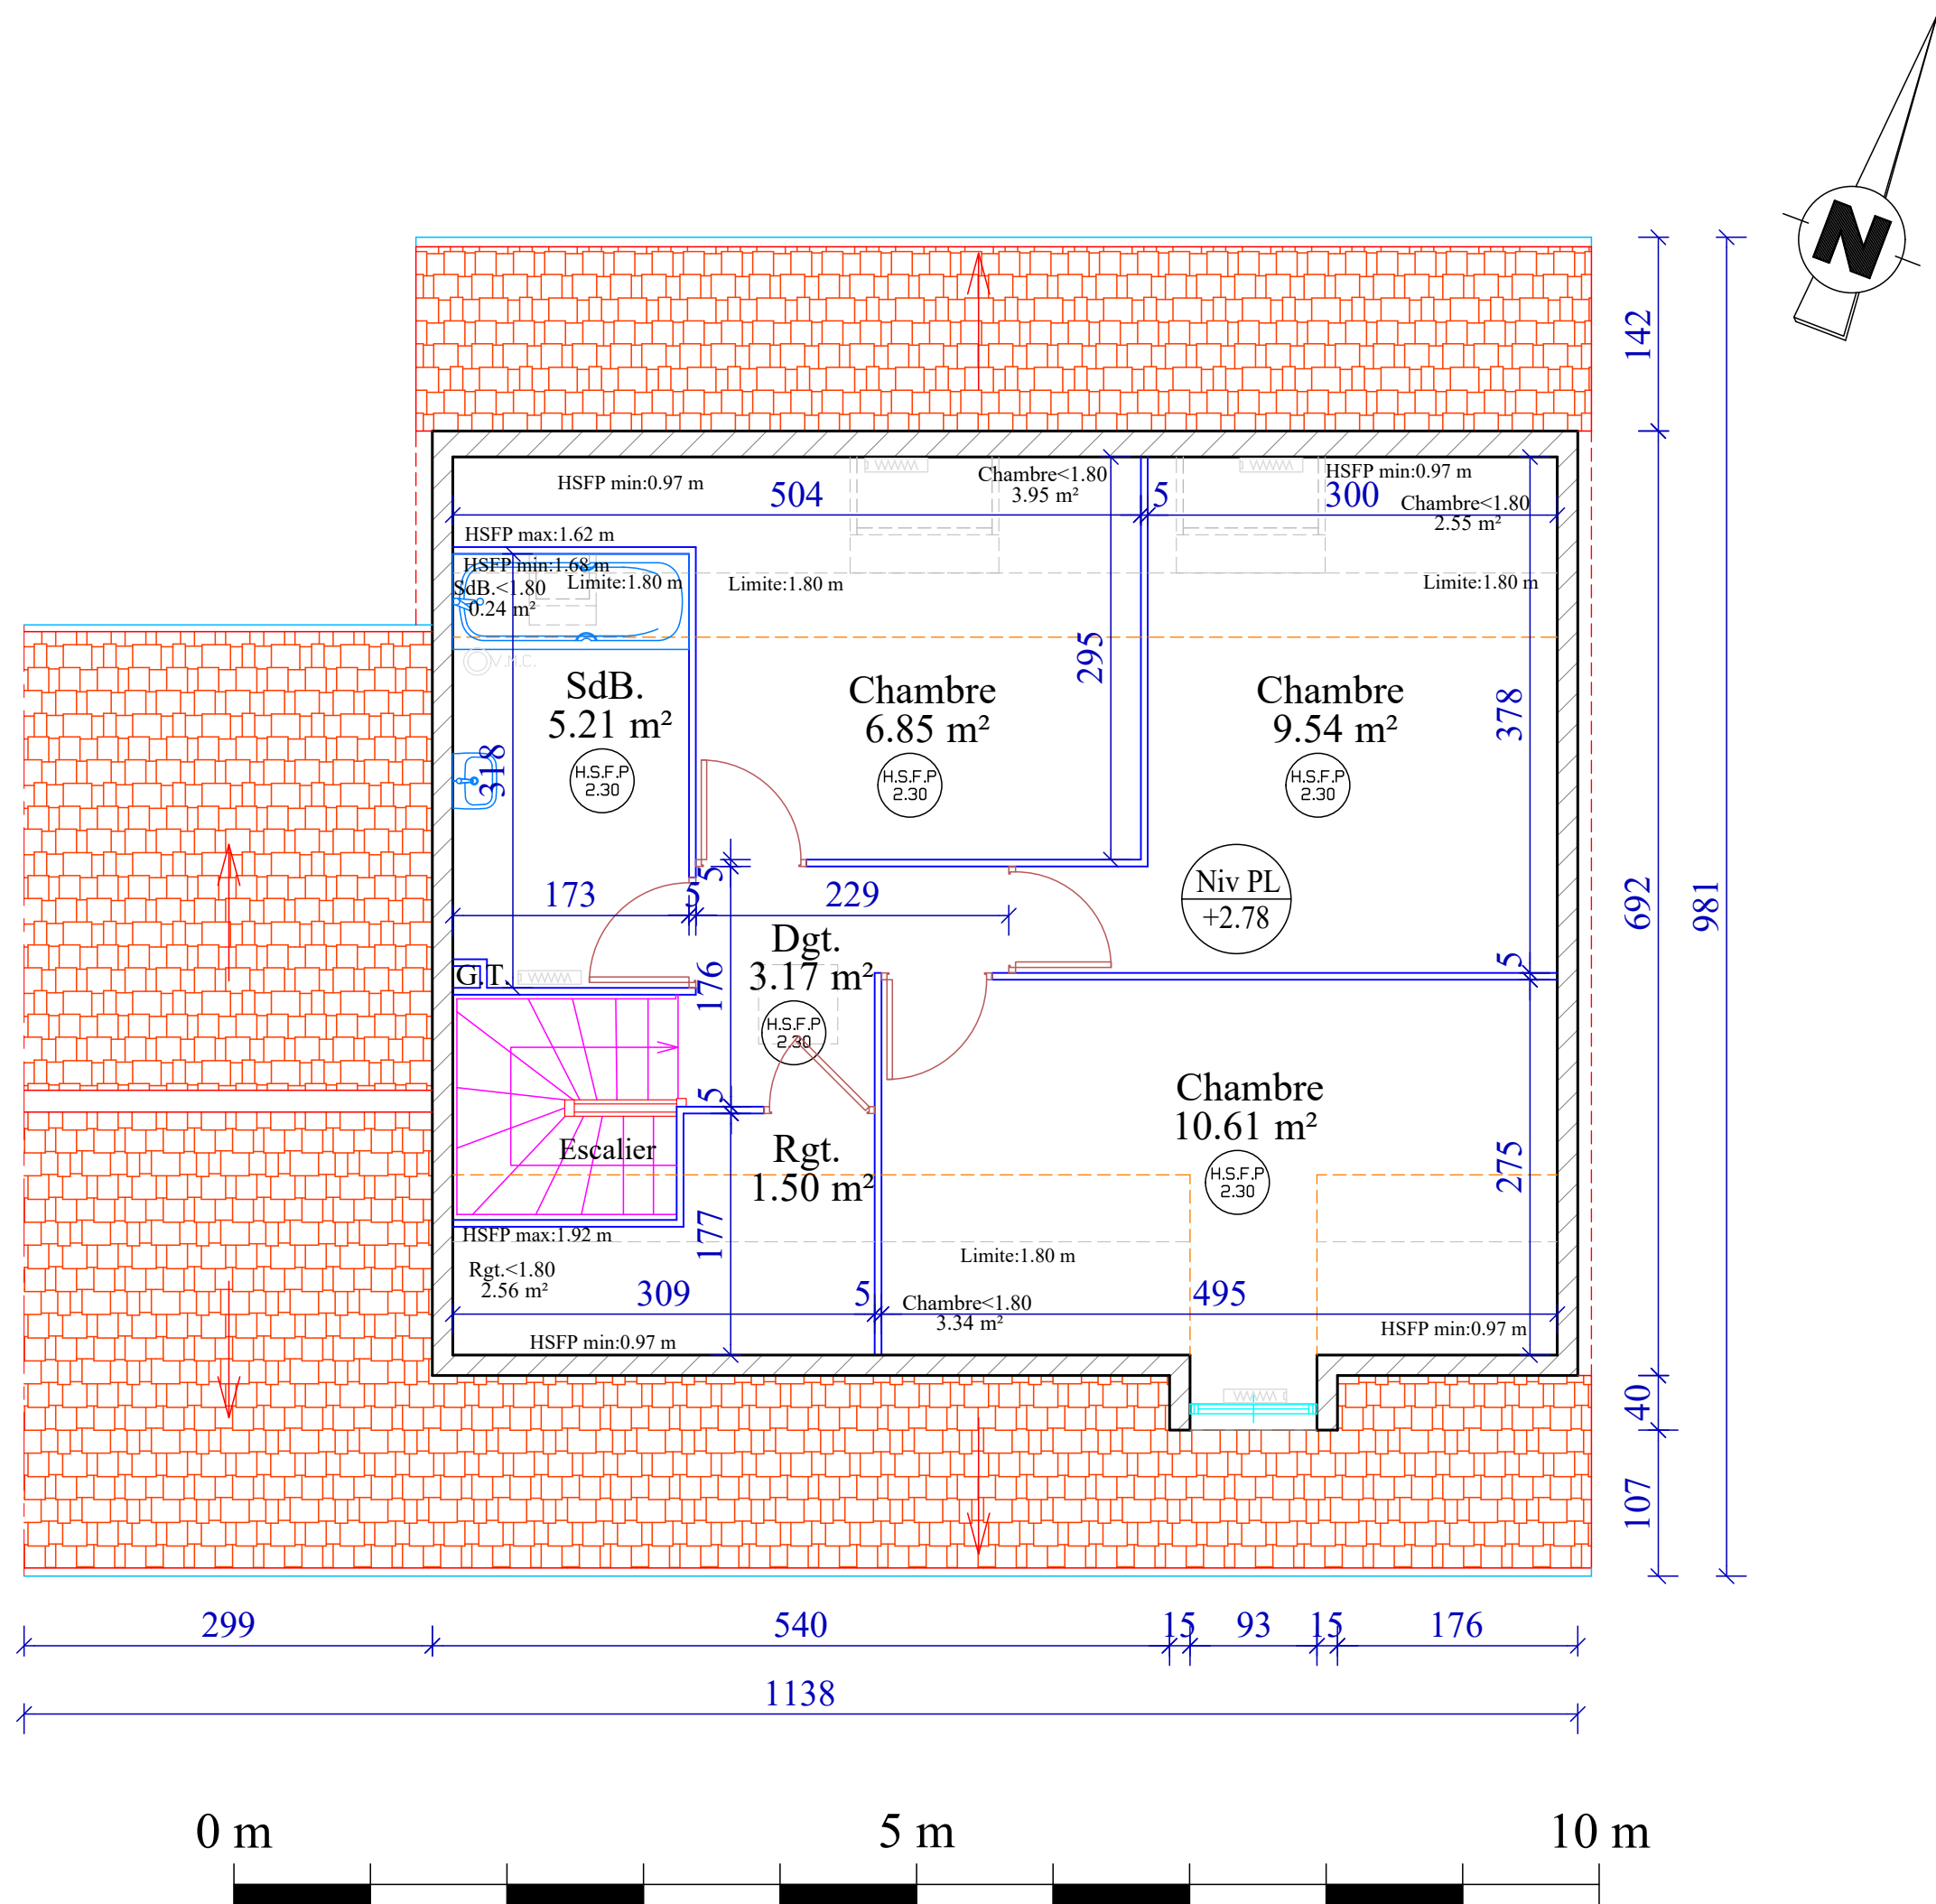 N
142
HSFP min:0.97 m
504
Chambre<1.80
3.95 m²
5
HSFP min:0.97 m
300
Chambre<1.80
2.55 m²
HSFP max:1.62 m
HSFP min:1.68 m
SdB.<1.80
0.24 m²
Limite:1.80 m
Limite:1.80 m
Limite:1.80 m
V.M.C.
295
SdB.
5.21 m²
H.S.F.P
2.30
318
Chambre
6.85 m²
H.S.F.P
2.30
Chambre
9.54 m²
H.S.F.P
2.30
378
173
5
5
229
Niv PL
+2.78
692
981
Dgt.
3.17 m²
H.S.F.P
2.30
G.T.
176
5
5
Escalier
Rgt.
1.50 m²
Chambre
10.61 m²
H.S.F.P
2.30
275
HSFP max:1.92 m
177
Limite:1.80 m
Rgt.<1.80
2.56 m²
309
5
Chambre<1.80
3.34 m²
495
HSFP min:0.97 m
HSFP min:0.97 m
40
107
299
540
15
93
15
176
1138
0 m
5 m
10 m